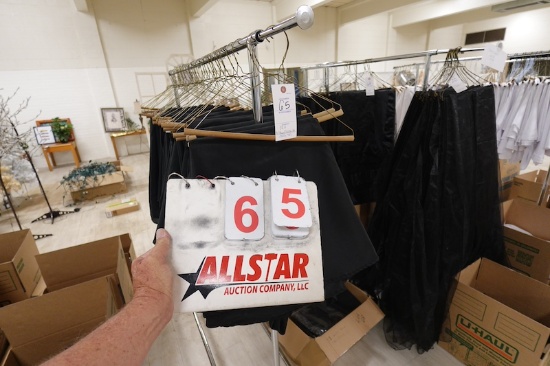 65
6 5
ALLSTAR
AUCTION COMPANY, LLC
U-HAUL